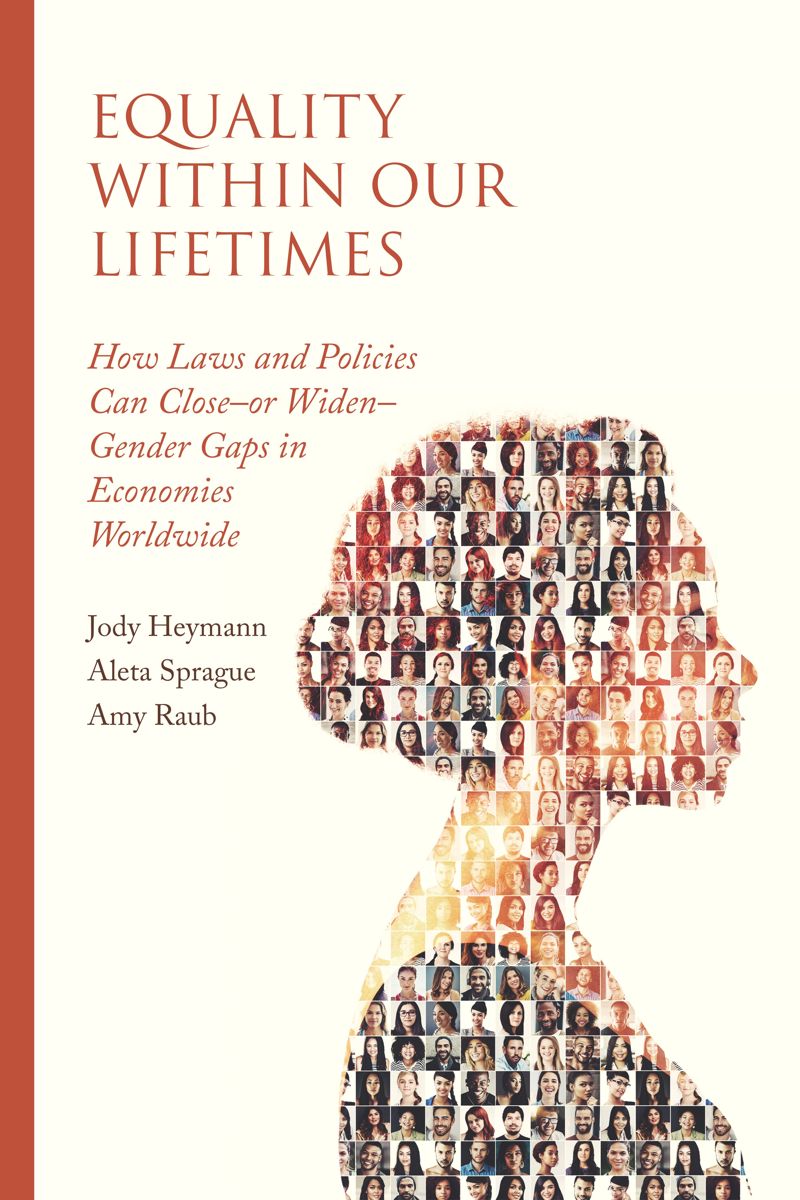 EQUALITY
WITHIN OUR
LIFETIMES
How Laws and Policies
Can Close–or Widen–
Gender Gaps in
Economies
Worldwide
Jody Heymann
Aleta Sprague
Amy Raub